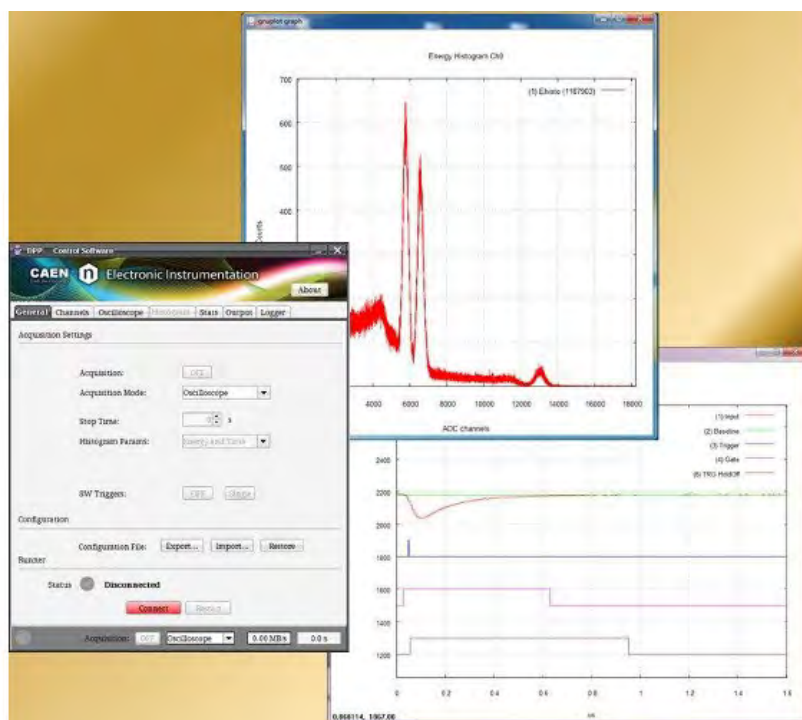 gnuplot graph
Energy Histogram Ch0
700
600
500
400
4000 6000 8000 10000 12000 14000 16000 18000
ADC channels
DPP Control Software
CAEN n Electronic Instrumentation
About
General Channels Oscilloscope Histogram Stats Output Logger
Acquisition Settings
Acquisition: OFF
Acquisition Mode: Oscilloscope
Stop Time: s
Histogram Params: Energy and Time
SW Triggers: OFF Single
Configuration
Configuration File: Export... Import... Restore
Runner
Status Disconnected
Connect Restart
Acquisition: OFF Oscilloscope 0.00 MB/s 0.0 s
(1) Input
(2) Baseline
(3) Trigger
(4) Gate
(5) TRG HoldOff
2400
2200
2000
1800
1600
1400
1200
0 0.2 0.4 0.6 0.8 1 1.2 1.4 1.6
us